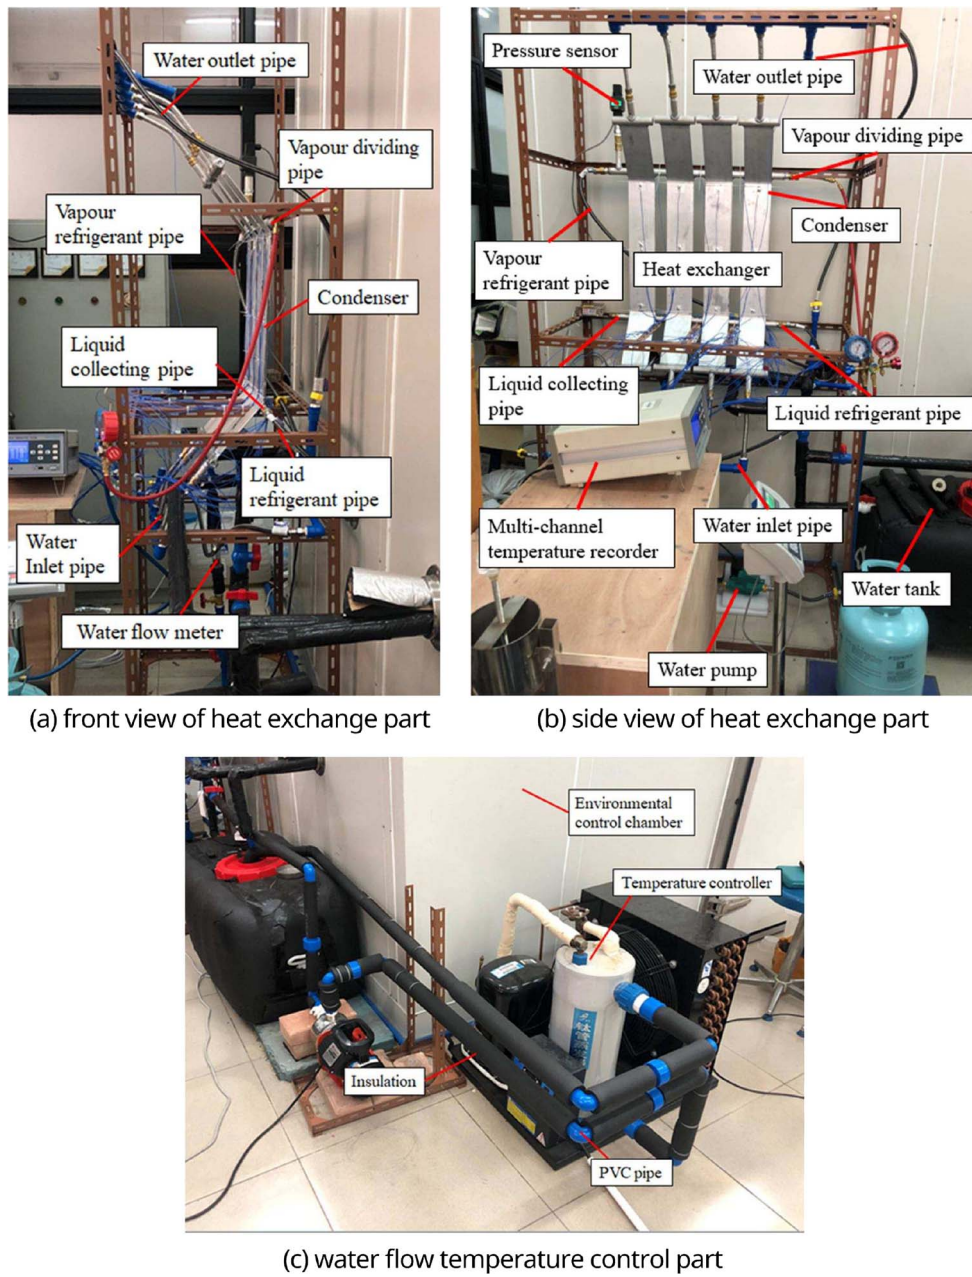 Water outlet pipe
Vapour dividing
pipe
Vapour
refrigerant pipe
Condenser
Liquid
collecting pipe
Liquid
refrigerant pipe
Water
Inlet pipe
Water flow meter
(a) front view of heat exchange part
Pressure sensor
Water outlet pipe
Vapour dividing pipe
Condenser
Vapour
refrigerant pipe
Heat exchanger
Liquid collecting
pipe
Liquid refrigerant pipe
Multi-channel
temperature recorder
Water inlet pipe
Water tank
Water pump
(b) side view of heat exchange part
Environmental
control chamber
Temperature controller
Insulation
PVC pipe
(c) water flow temperature control part